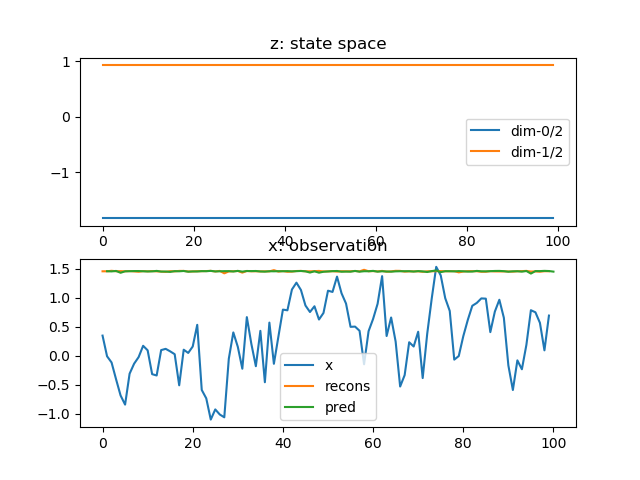 z: state space
1
0
−1
dim-0/2
dim-1/2
0 20 40 60 80 100
x: observation
1.5
1.0
0.5
0.0
−0.5
−1.0
x
recons
pred
0 20 40 60 80 100